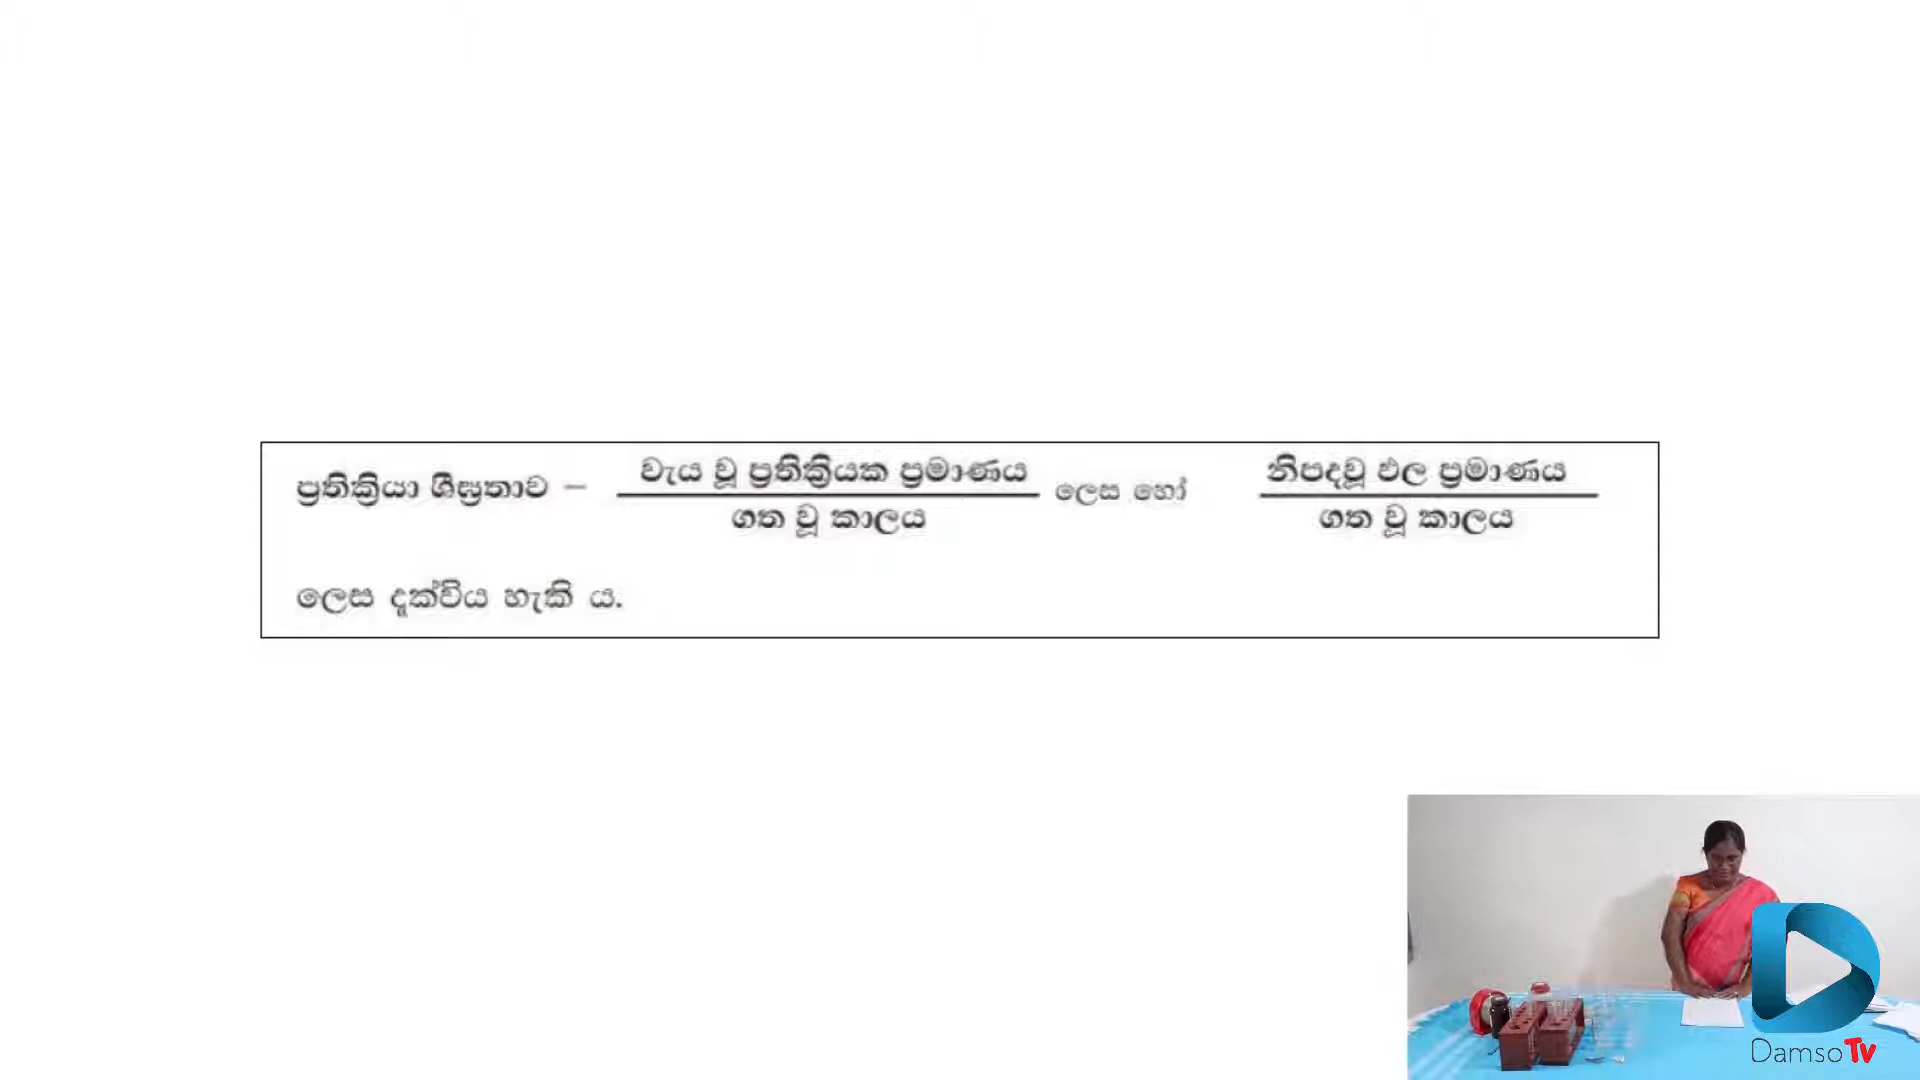 ප්‍රතික්‍රියා ශීඝ්‍රතාව – වැය වූ ප්‍රතික්‍රියක ප්‍රමාණය / ගත වූ කාලය ලෙස හෝ නිපදවූ ඵල ප්‍රමාණය / ගත වූ කාලය
ලෙස දැක්විය හැකි ය.
DamsoTv